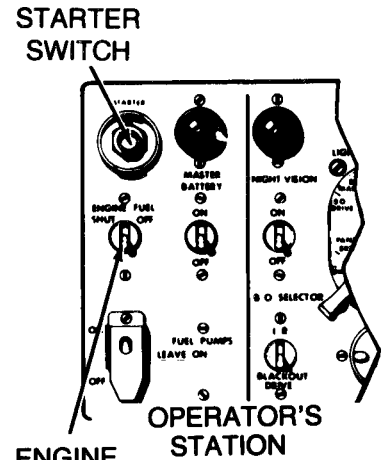 STARTER
SWITCH
STARTER
MASTER
BATTERY
NIGHT VISION
ENGINE FUEL
SHUT OFF
ON
OFF
ON
OFF
B O SELECTOR
I R
BLACKOUT
DRIVE
FUEL PUMPS
LEAVE ON
OFF
OPERATOR'S
STATION
ENGINE